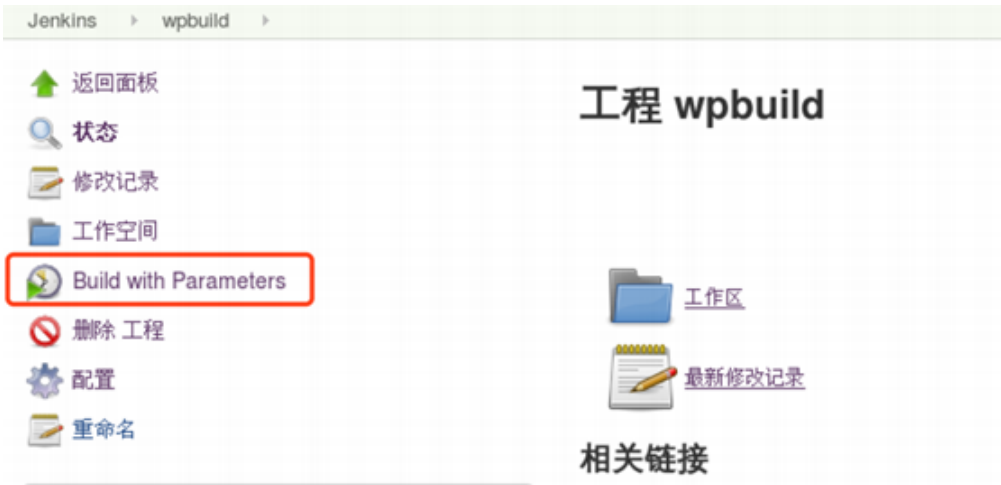 Jenkins wpbuild
返回面板
状态
修改记录
工作空间
Build with Parameters
删除 工程
配置
重命名
工程 wpbuild
工作区
最新修改记录
相关链接